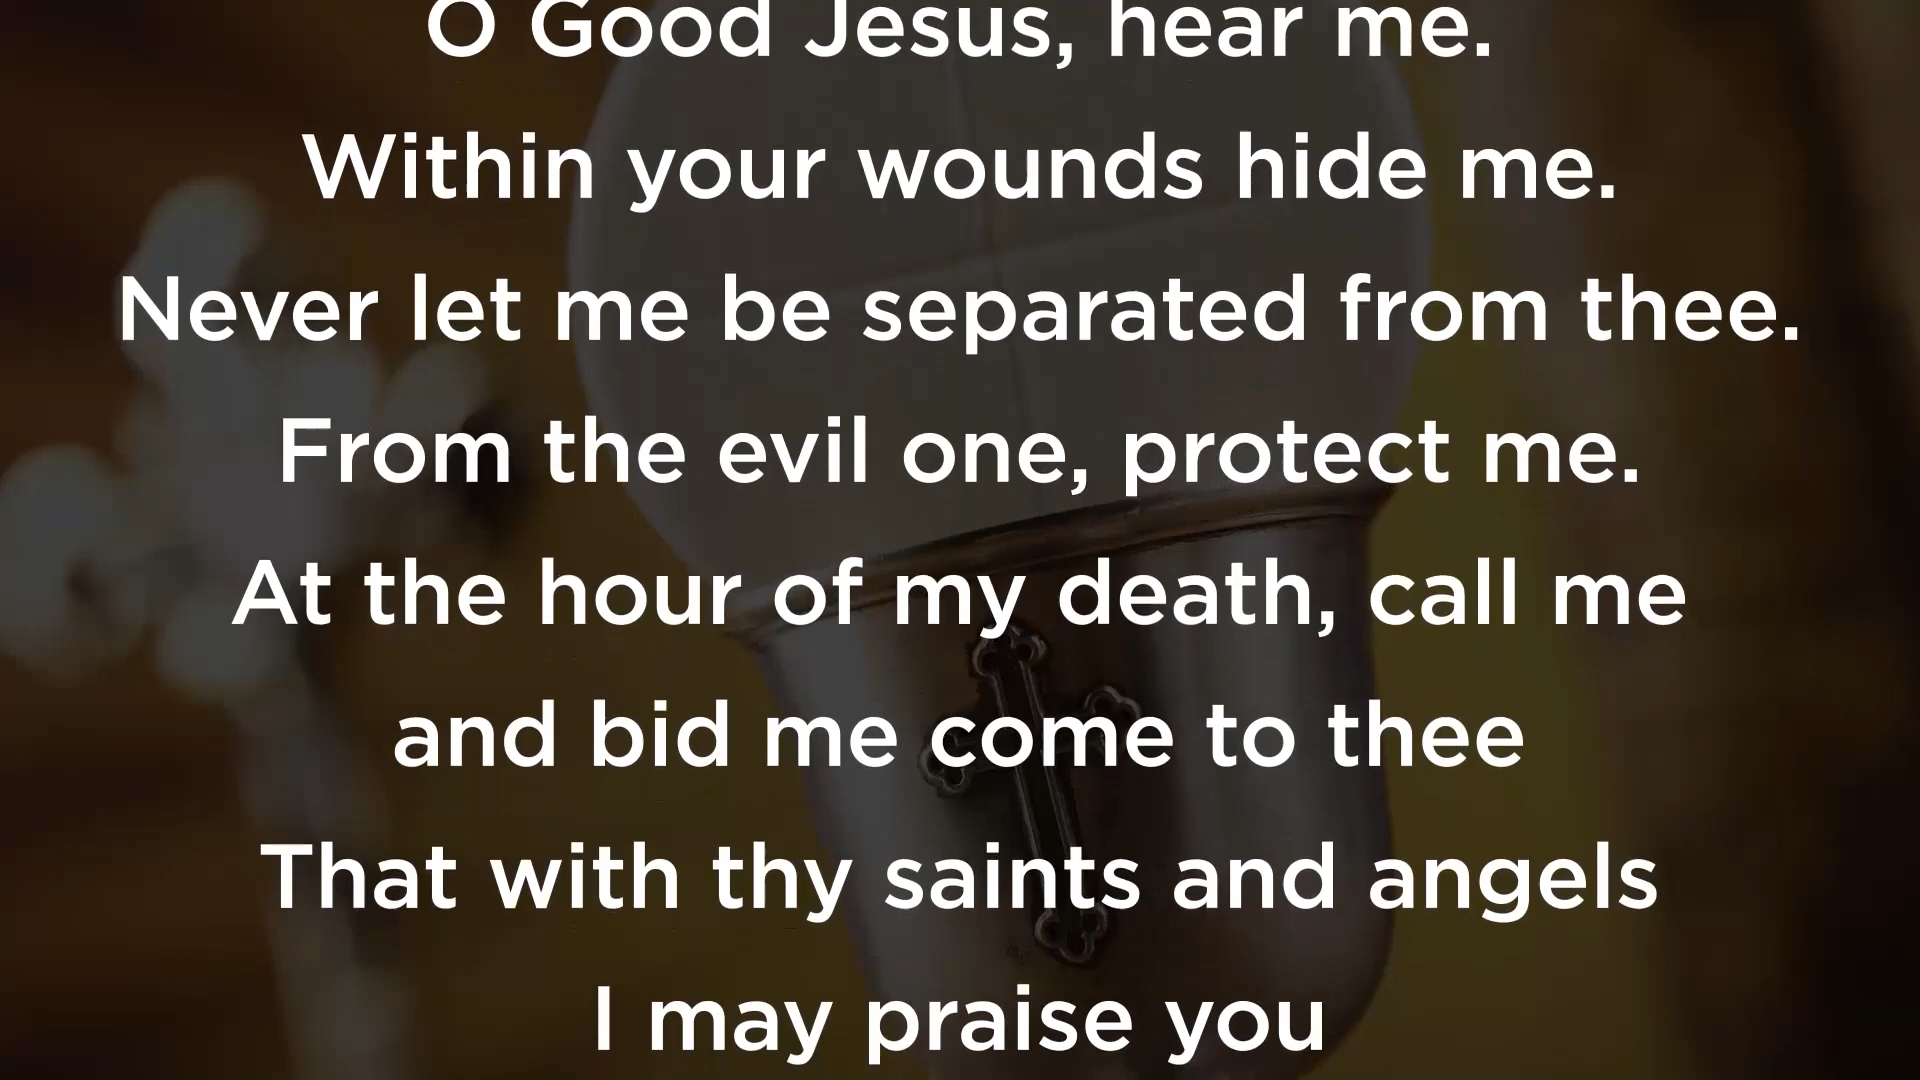 O Good Jesus, hear me.
Within your wounds hide me.
Never let me be separated from thee.
From the evil one, protect me.
At the hour of my death, call me
and bid me come to thee
That with thy saints and angels
I may praise you